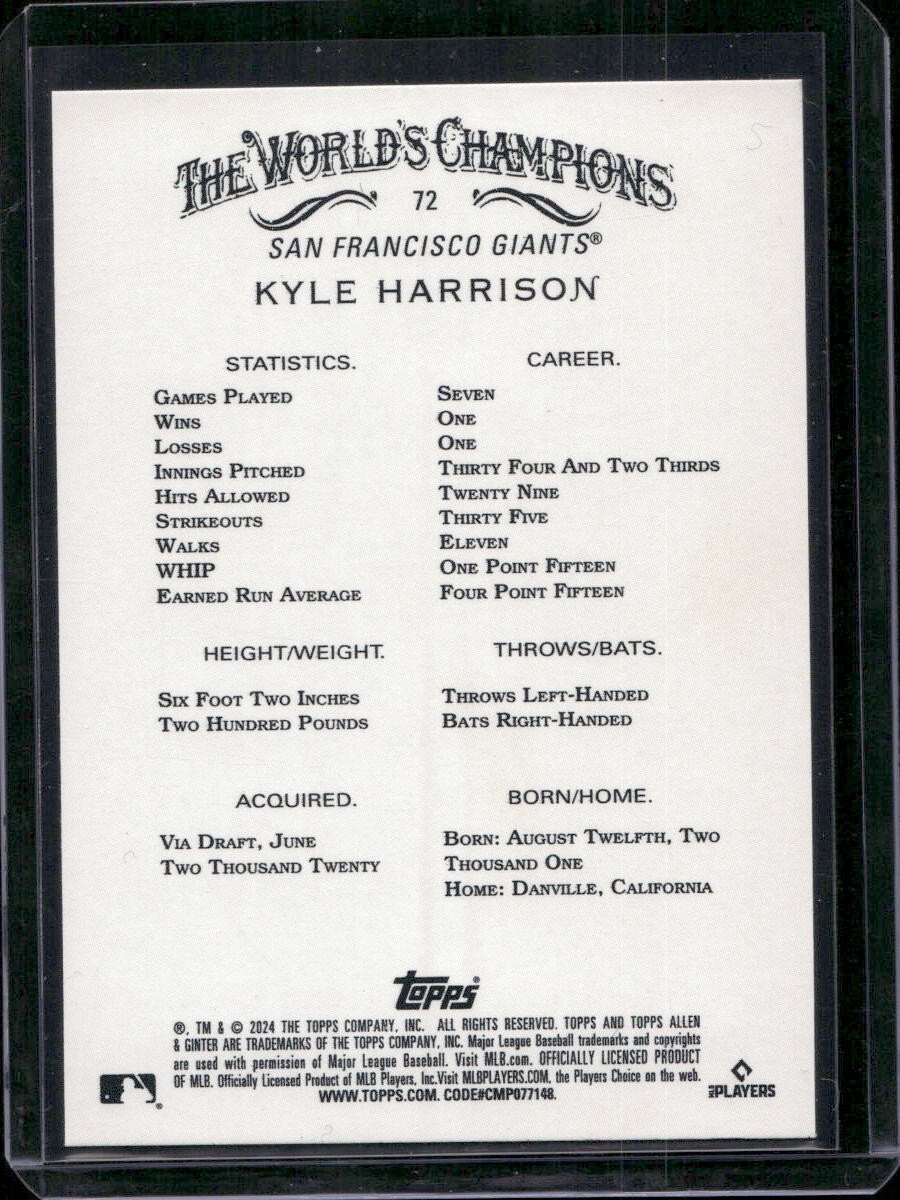 THE WORLD'S CHAMPIONS
72
SAN FRANCISCO GIANTS®
KYLE HARRISON
STATISTICS. CAREER.
GAMES PLAYED SEVEN
WINS ONE
LOSSES ONE
INNINGS PITCHED THIRTY FOUR AND TWO THIRDS
HITS ALLOWED TWENTY NINE
STRIKEOUTS THIRTY FIVE
WALKS ELEVEN
WHIP ONE POINT FIFTEEN
EARNED RUN AVERAGE FOUR POINT FIFTEEN
HEIGHT/WEIGHT. THROWS/BATS.
SIX FOOT TWO INCHES THROWS LEFT-HANDED
TWO HUNDRED POUNDS BATS RIGHT-HANDED
ACQUIRED. BORN/HOME.
VIA DRAFT, JUNE BORN: AUGUST TWELFTH, TWO
TWO THOUSAND TWENTY THOUSAND ONE
HOME: DANVILLE, CALIFORNIA
topps®
®, TM & © 2024 THE TOPPS COMPANY, INC. ALL RIGHTS RESERVED. TOPPS AND TOPPS ALLEN
& GINTER ARE TRADEMARKS OF THE TOPPS COMPANY, INC. Major League Baseball trademarks and copyrights
are used with permission of Major League Baseball. Visit MLB.com. OFFICIALLY LICENSED PRODUCT
OF MLB. Officially Licensed Product of MLB Players, Inc.Visit MLBPLAYERS.COM, the Players Choice on the web.
WWW.TOPPS.COM. CODE#CMP077148.
MLB PLAYERS